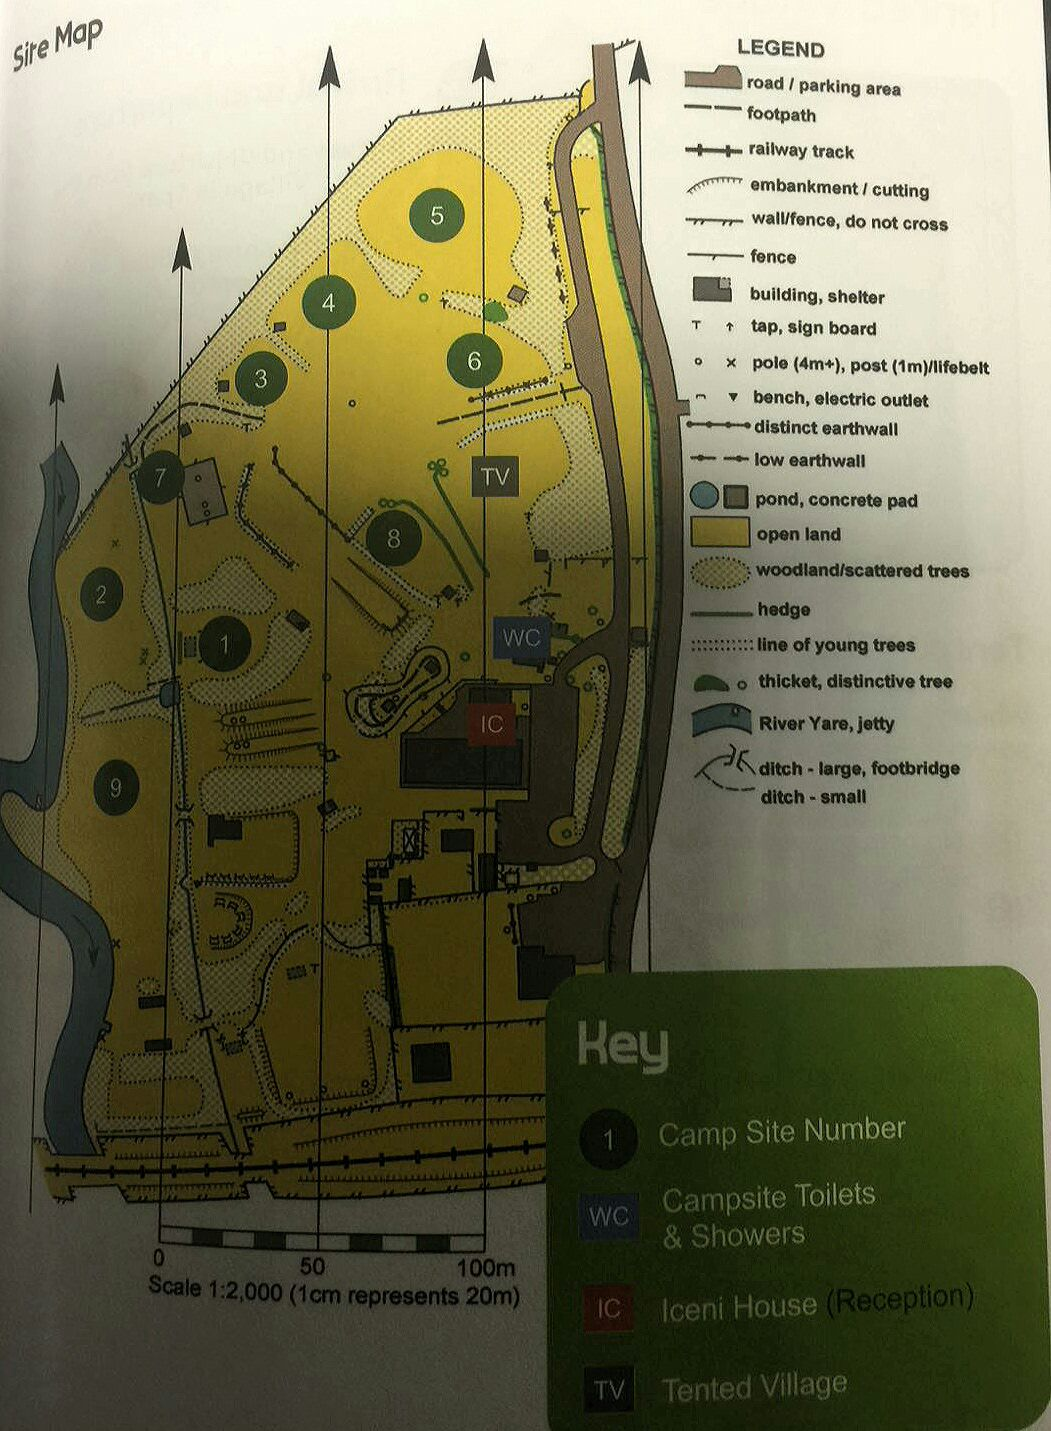 Site Map
LEGEND
road / parking area
footpath
railway track
embankment / cutting
wall/fence, do not cross
fence
building, shelter
tap, sign board
pole (4m+), post (1m)/lifebelt
bench, electric outlet
distinct earthwall
low earthwall
pond, concrete pad
open land
woodland/scattered trees
hedge
line of young trees
thicket, distinctive tree
River Yare, jetty
ditch - large, footbridge
ditch - small
5
4
6
3
7
TV
8
2
1
WC
IC
9
0 50 100m
Scale 1:2,000 (1cm represents 20m)
Key
1 Camp Site Number
WC Campsite Toilets
& Showers
IC Iceni House (Reception)
TV Tented Village